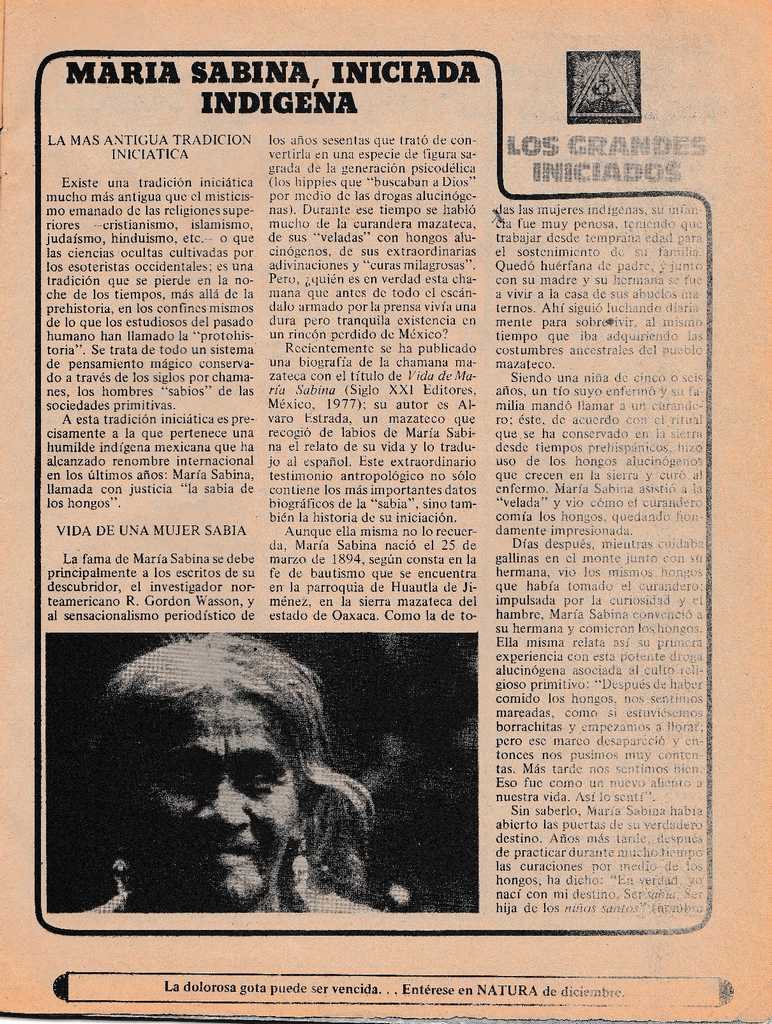 MARIA SABINA, INICIADA
INDIGENA
LOS GRANDES
INICIADOS
LA MAS ANTIGUA TRADICION
INICIATICA
Existe una tradición iniciática
mucho más antigua que el misticis-
mo emanado de las religiones supe-
riores —cristianismo, islamismo,
judaísmo, hinduismo, etc.— o que
las ciencias ocultas cultivadas por
los esoteristas occidentales; es una
tradición que se pierde en la no-
che de los tiempos, más allá de la
prehistoria, en los confines mismos
de lo que los estudiosos del pasado
humano han llamado la "protohis-
toria". Se trata de todo un sistema
de pensamiento mágico conserva-
do a través de los siglos por chama-
nes, los hombres "sabios" de las
sociedades primitivas.
A esta tradición iniciática es pre-
cisamente a la que pertenece una
humilde indígena mexicana que ha
alcanzado renombre internacional
en los últimos años: María Sabina,
llamada con justicia "la sabia de
los hongos".
VIDA DE UNA MUJER SABIA
La fama de María Sabina se debe
principalmente a los escritos de su
descubridor, el investigador nor-
teamericano R. Gordon Wasson, y
al sensacionalismo periodístico de
los años sesentas que trató de con-
vertirla en una especie de figura sa-
grada de la generación psicodélica
(los hippies que "buscaban a Dios"
por medio de las drogas alucinóge-
nas). Durante ese tiempo se habló
mucho de la curandera mazateca,
de sus "veladas" con hongos alu-
cinógenos, de sus extraordinarias
adivinaciones y "curas milagrosas".
Pero, ¿quién es en verdad esta cha-
mana que antes de todo el escán-
dalo armado por la prensa vivía una
dura pero tranquila existencia en
un rincón perdido de México?
Recientemente se ha publicado
una biografía de la chamana ma-
zateca con el título de Vida de Ma-
ría Sabina (Siglo XXI Editores,
México, 1977); su autor es Al-
varo Estrada, un mazateco que
recogió de labios de María Sabi-
na el relato de su vida y lo tradu-
jo al español. Este extraordinario
testimonio antropológico no sólo
contiene los más importantes datos
biográficos de la "sabia", sino tam-
bién la historia de su iniciación.
Aunque ella misma no lo recuer-
da, María Sabina nació el 25 de
marzo de 1894, según consta en la
fe de bautismo que se encuentra
en la parroquia de Huautla de Ji-
ménez, en la sierra mazateca del
estado de Oaxaca. Como la de to-
das las mujeres indígenas, su infan-
cia fue muy penosa, teniendo que
trabajar desde temprana edad para
el sostenimiento de su familia.
Quedó huérfana de padre, y junto
con su madre y su hermana se fue
a vivir a la casa de sus abuelos ma-
ternos. Ahí siguió luchando diaria-
mente para sobrevivir, al mismo
tiempo que iba adquiriendo las
costumbres ancestrales del pueblo
mazateco.
Siendo una niña de cinco o seis
años, un tío suyo enfermó y su fa-
milia mandó llamar a un curande-
ro; éste, de acuerdo con el ritual
que se ha conservado en la sierra
desde tiempos prehispánicos, hizo
uso de los hongos alucinógenos
que crecen en la sierra y curó al
enfermo. María Sabina asistió a la
"velada" y vio cómo el curandero
comía los hongos, quedando hon-
damente impresionada.
Días después, mientras cuidaba
gallinas en el monte junto con su
hermana, vio los mismos hongos
que había tomado el curandero;
impulsada por la curiosidad y el
hambre, María Sabina convenció a
su hermana y comieron los hongos.
Ella misma relata así su primera
experiencia con esta potente droga
alucinógena asociada al culto reli-
gioso primitivo: "Después de haber
comido los hongos, nos sentimos
mareadas, como si estuviésemos
borrachitas y empezamos a llorar;
pero ese mareo desapareció y en-
tonces nos pusimos muy conten-
tas. Más tarde nos sentimos bien.
Eso fue como un nuevo aliento a
nuestra vida. Así lo sentí".
Sin saberlo, María Sabina había
abierto las puertas de su verdadero
destino. Años más tarde, después
de practicar durante mucho tiempo
las curaciones por medio de los
hongos, ha dicho: "En verdad, yo
nací con mi destino. Ser sabia. Ser
hija de los niños santos" (nombre
La dolorosa gota puede ser vencida. . . Entérese en NATURA de diciembre.